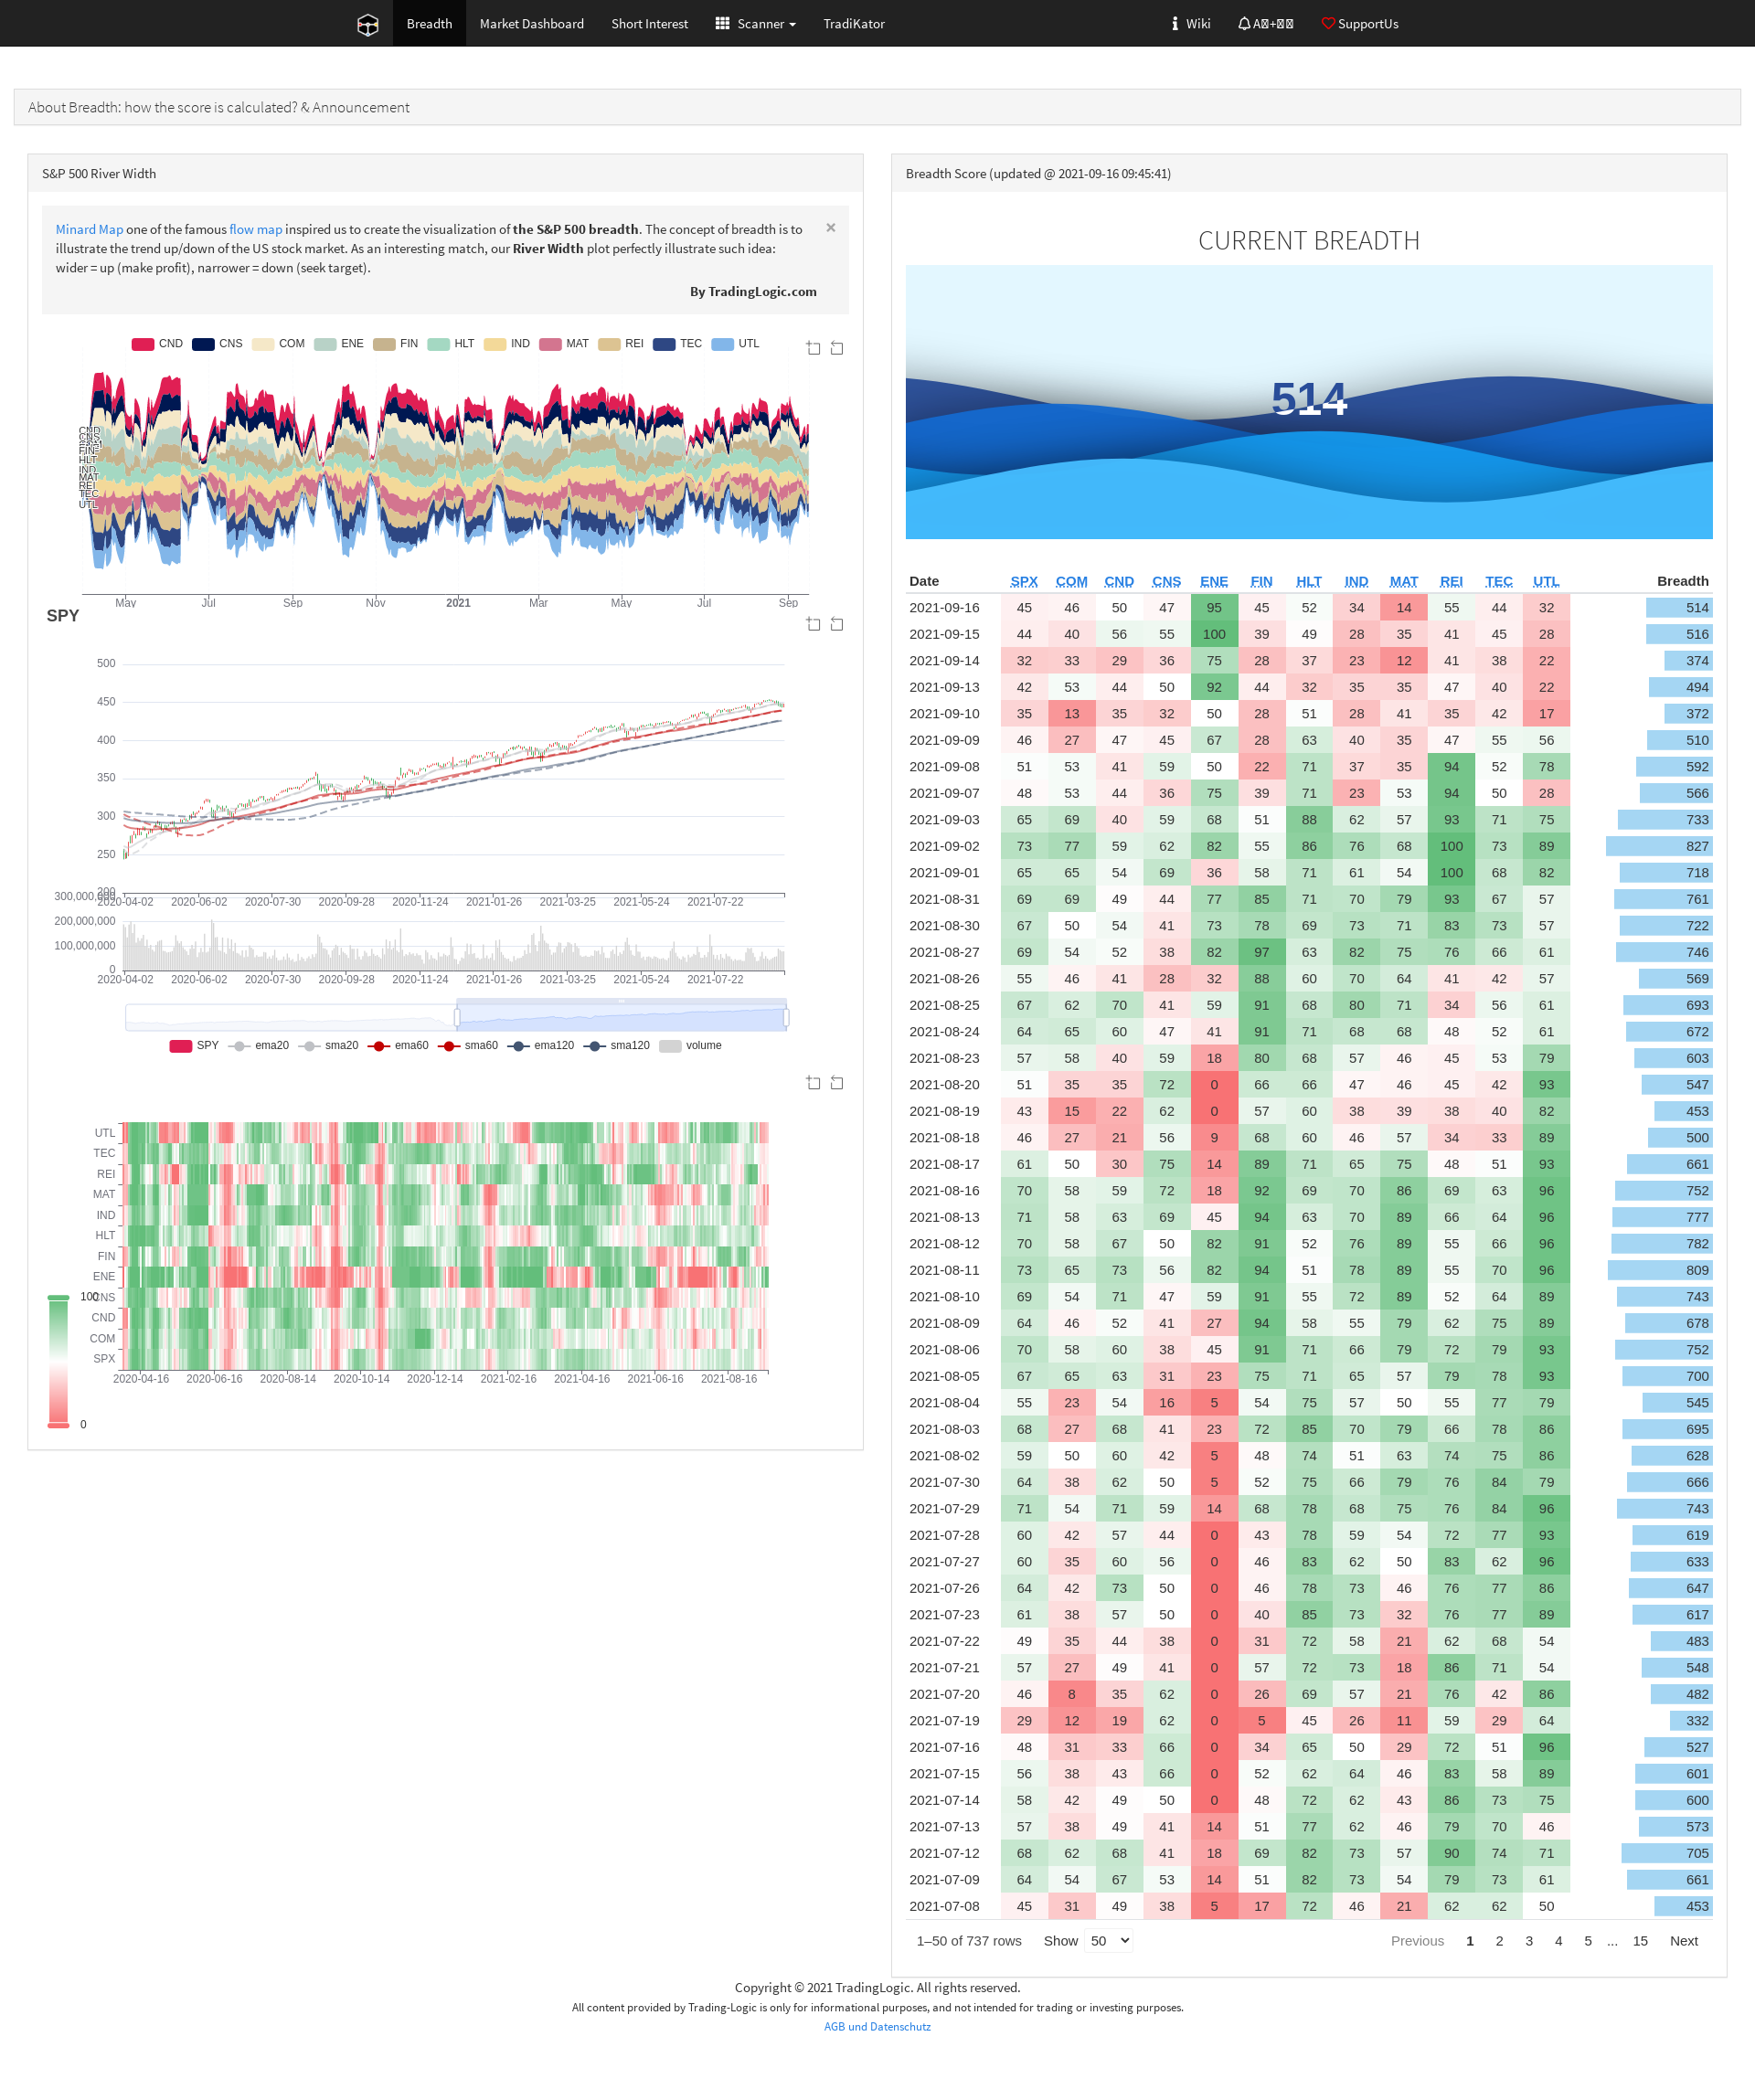 Breadth Market Dashboard Short Interest Scanner TradiKator Wiki SupportUs
About Breadth: how the score is calculated? & Announcement
S&P 500 River Width
Minard Map one of the famous flow map inspired us to create the visualization of the S&P 500 breadth. The concept of breadth is to
illustrate the trend up/down of the US stock market. As an interesting match, our River Width plot perfectly illustrate such idea:
wider = up (make profit), narrower = down (seek target).
×
By TradingLogic.com
CND CNS COM ENE FIN HLT IND MAT REI TEC UTL
CND
CNS
FIN
HLT
IND
MAT
REI
TEC
UTL
May Jul Sep Nov 2021 Mar May Jul Sep
SPY
500
450
400
350
300
250
200
2020-04-02 2020-06-02 2020-07-30 2020-09-28 2020-11-24 2021-01-26 2021-03-25 2021-05-24 2021-07-22
300,000,000
200,000,000
100,000,000
0
2020-04-02 2020-06-02 2020-07-30 2020-09-28 2020-11-24 2021-01-26 2021-03-25 2021-05-24 2021-07-22
SPY ema20 sma20 ema60 sma60 ema120 sma120 volume
UTL
TEC
REI
MAT
IND
HLT
FIN
ENE
CNS
CND
COM
SPX
2020-04-16 2020-06-16 2020-08-14 2020-10-14 2020-12-14 2021-02-16 2021-04-16 2021-06-16 2021-08-16
100
0
Breadth Score (updated @ 2021-09-16 09:45:41)
CURRENT BREADTH
514
Date SPX COM CND CNS ENE FIN HLT IND MAT REI TEC UTL Breadth
2021-09-16 45 46 50 47 95 45 52 34 14 55 44 32 514
2021-09-15 44 40 56 55 100 39 49 28 35 41 45 28 516
2021-09-14 32 33 29 36 75 28 37 23 12 41 38 22 374
2021-09-13 42 53 44 50 92 44 32 35 35 47 40 22 494
2021-09-10 35 13 35 32 50 28 51 28 41 35 42 17 372
2021-09-09 46 27 47 45 67 28 63 40 35 47 55 56 510
2021-09-08 51 53 41 59 50 22 71 37 35 94 52 78 592
2021-09-07 48 53 44 36 75 39 71 23 53 94 50 28 566
2021-09-03 65 69 40 59 68 51 88 62 57 93 71 75 733
2021-09-02 73 77 59 62 82 55 86 76 68 100 73 89 827
2021-09-01 65 65 54 69 36 58 71 61 54 100 68 82 718
2021-08-31 69 69 49 44 77 85 71 70 79 93 67 57 761
2021-08-30 67 50 54 41 73 78 69 73 71 83 73 57 722
2021-08-27 69 54 52 38 82 97 63 82 75 76 66 61 746
2021-08-26 55 46 41 28 32 88 60 70 64 41 42 57 569
2021-08-25 67 62 70 41 59 91 68 80 71 34 56 61 693
2021-08-24 64 65 60 47 41 91 71 68 68 48 52 61 672
2021-08-23 57 58 40 59 18 80 68 57 46 45 53 79 603
2021-08-20 51 35 35 72 0 66 66 47 46 45 42 93 547
2021-08-19 43 15 22 62 0 57 60 38 39 38 40 82 453
2021-08-18 46 27 21 56 9 68 60 46 57 34 33 89 500
2021-08-17 61 50 30 75 14 89 71 65 75 48 51 93 661
2021-08-16 70 58 59 72 18 92 69 70 86 69 63 96 752
2021-08-13 71 58 63 69 45 94 63 70 89 66 64 96 777
2021-08-12 70 58 67 50 82 91 52 76 89 55 66 96 782
2021-08-11 73 65 73 56 82 94 51 78 89 55 70 96 809
2021-08-10 69 54 71 47 59 91 55 72 89 52 64 89 743
2021-08-09 64 46 52 41 27 94 58 55 79 62 75 89 678
2021-08-06 70 58 60 38 45 91 71 66 79 72 79 93 752
2021-08-05 67 65 63 31 23 75 71 65 57 79 78 93 700
2021-08-04 55 23 54 16 5 54 75 57 50 55 77 79 545
2021-08-03 68 27 68 41 23 72 85 70 79 66 78 86 695
2021-08-02 59 50 60 42 5 48 74 51 63 74 75 86 628
2021-07-30 64 38 62 50 5 52 75 66 79 76 84 79 666
2021-07-29 71 54 71 59 14 68 78 68 75 76 84 96 743
2021-07-28 60 42 57 44 0 43 78 59 54 72 77 93 619
2021-07-27 60 35 60 56 0 46 83 62 50 83 62 96 633
2021-07-26 64 42 73 50 0 46 78 73 46 76 77 86 647
2021-07-23 61 38 57 50 0 40 85 73 32 76 77 89 617
2021-07-22 49 35 44 38 0 31 72 58 21 62 68 54 483
2021-07-21 57 27 49 41 0 57 72 73 18 86 71 54 548
2021-07-20 46 8 35 62 0 26 69 57 21 76 42 86 482
2021-07-19 29 12 19 62 0 5 45 26 11 59 29 64 332
2021-07-16 48 31 33 66 0 34 65 50 29 72 51 96 527
2021-07-15 56 38 43 66 0 52 62 64 46 83 58 89 601
2021-07-14 58 42 49 50 0 48 72 62 43 86 73 75 600
2021-07-13 57 38 49 41 14 51 77 62 46 79 70 46 573
2021-07-12 68 62 68 41 18 69 82 73 57 90 74 71 705
2021-07-09 64 54 67 53 14 51 82 73 54 79 73 61 661
2021-07-08 45 31 49 38 5 17 72 46 21 62 62 50 453
1–50 of 737 rows Show 50 Previous 1 2 3 4 5 ... 15 Next
Copyright © 2021 TradingLogic. All rights reserved.
All content provided by Trading-Logic is only for informational purposes, and not intended for trading or investing purposes.
AGB und Datenschutz